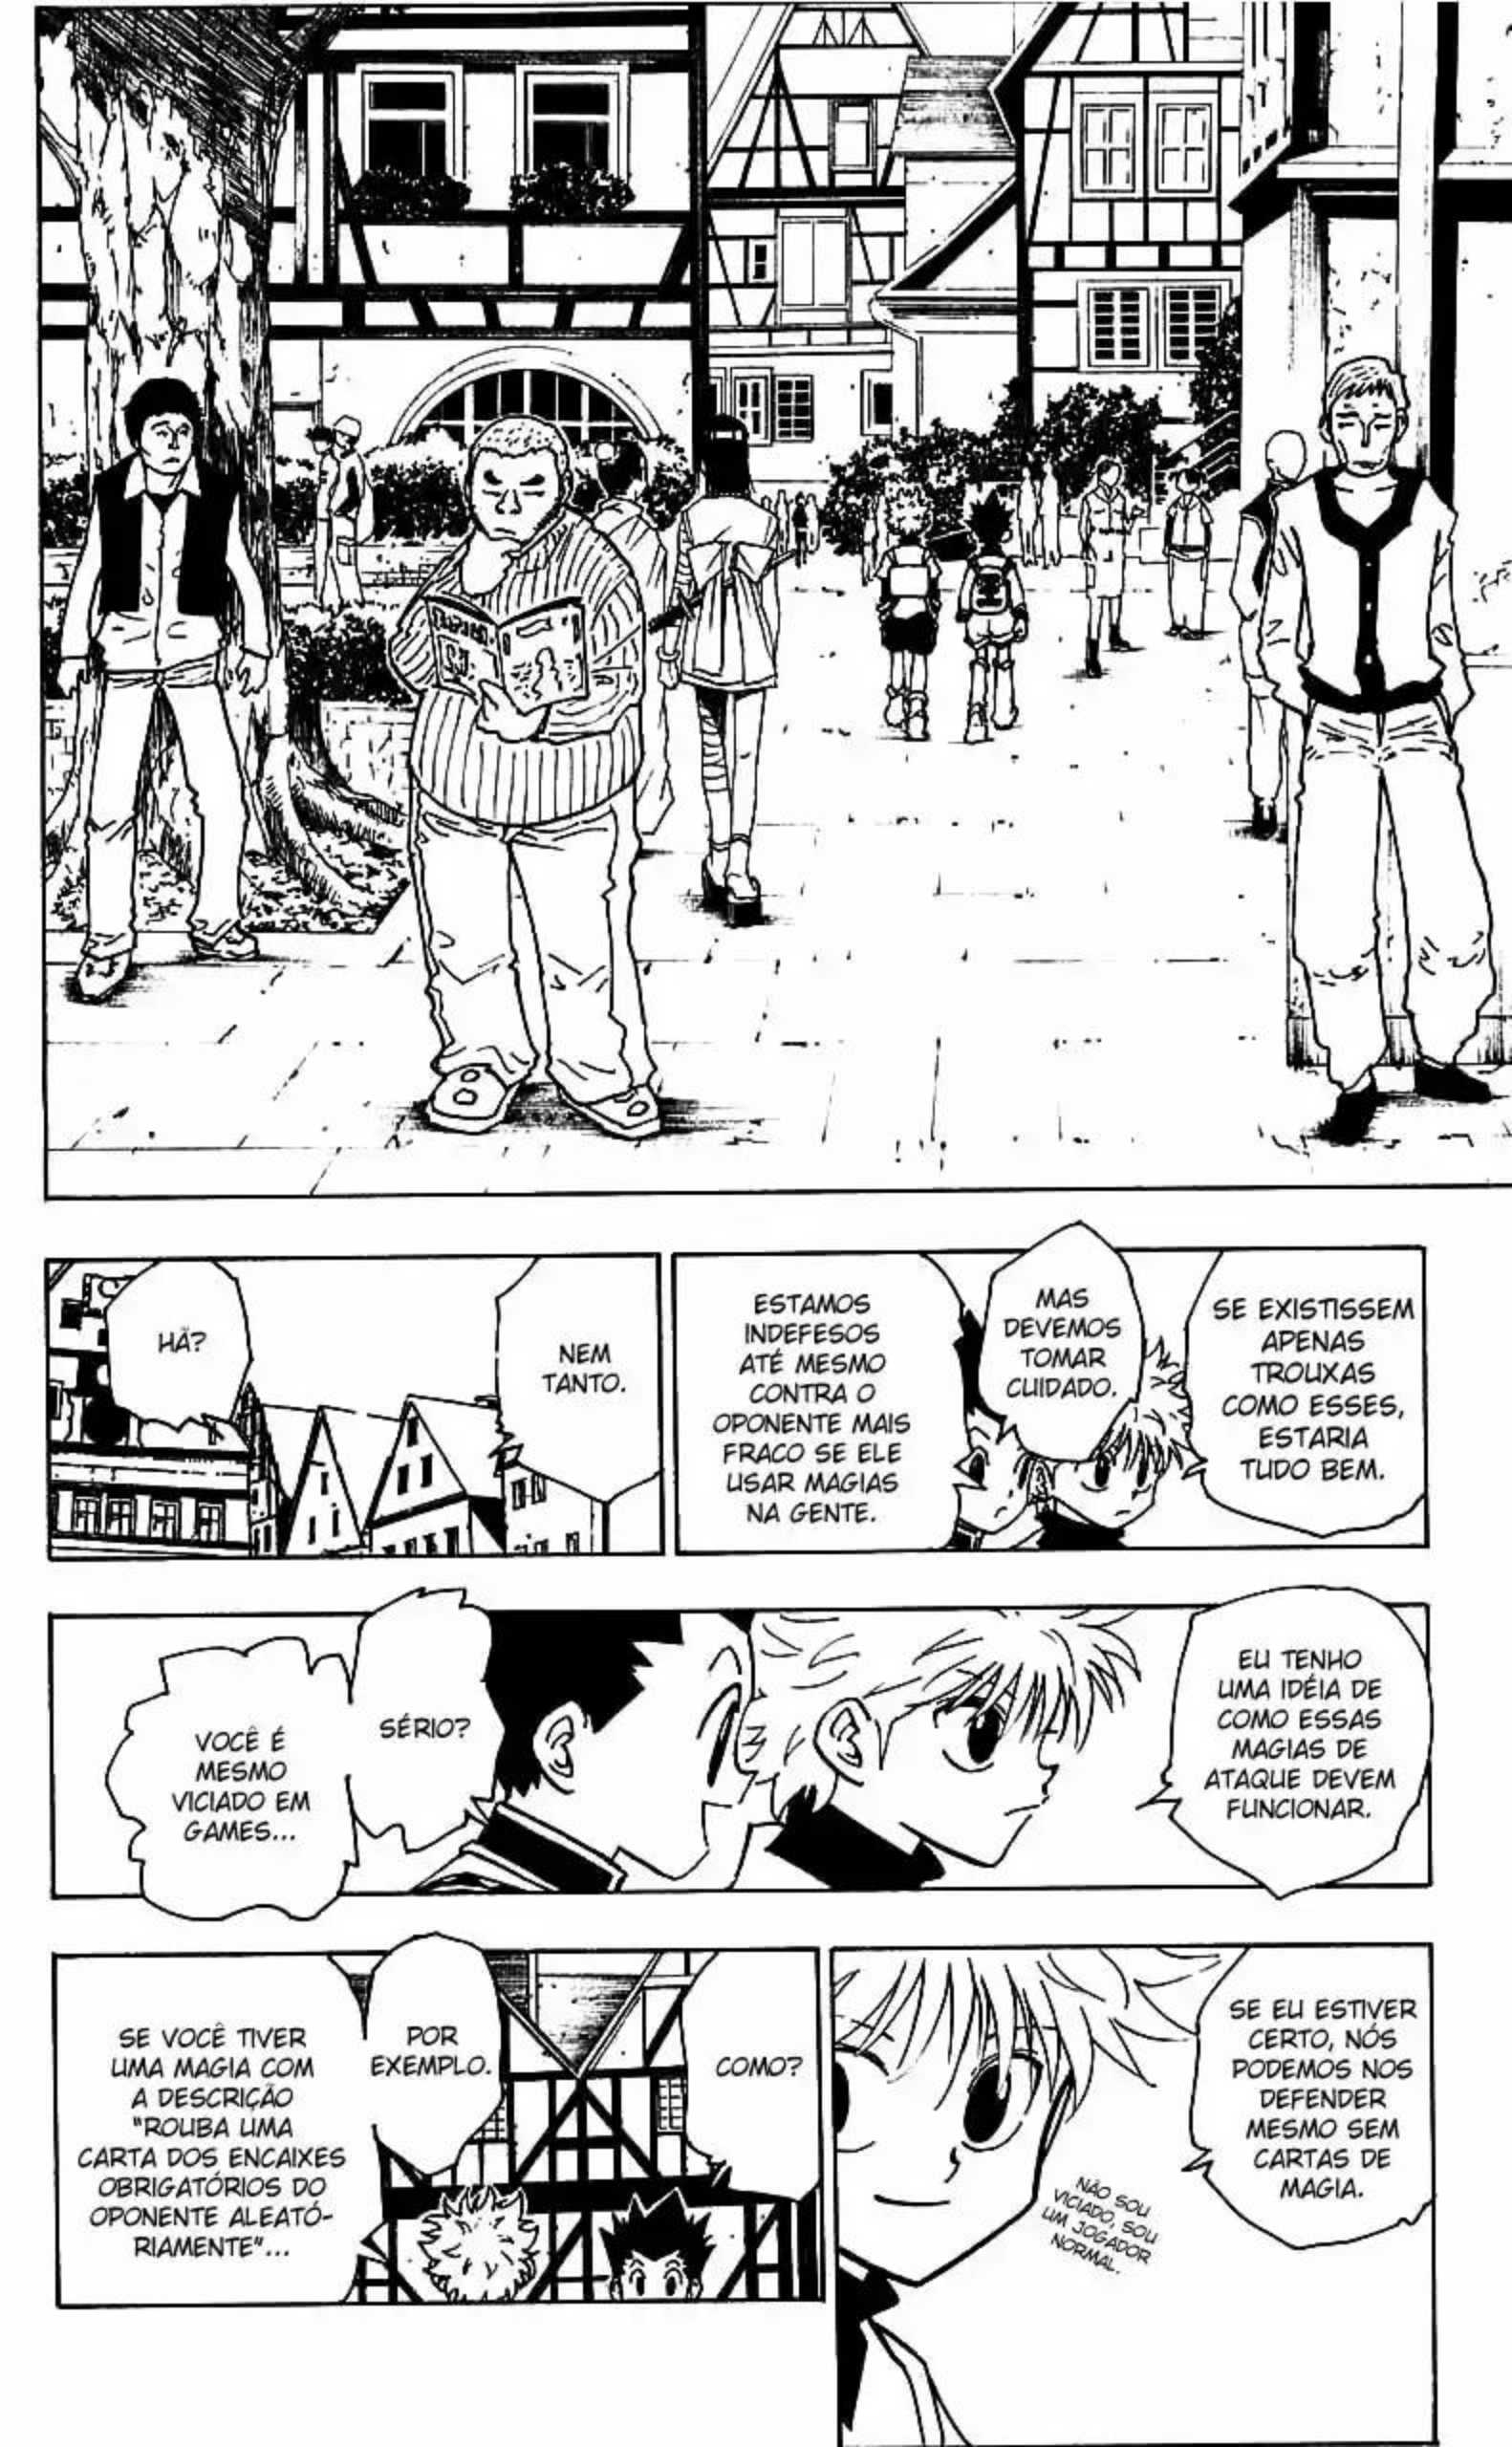 SE EXISTISSEM
APENAS
TROUXAS
COMO ESSES,
ESTARIA
TUDO BEM.
MAS
DEVEMOS
TOMAR
CUIDADO.
ESTAMOS
INDEFESOS
ATÉ MESMO
CONTRA O
OPONENTE MAIS
FRACO SE ELE
USAR MAGIAS
NA GENTE.
NEM
TANTO.
HÃ?
EU TENHO
UMA IDÉIA DE
COMO ESSAS
MAGIAS DE
ATAQUE DEVEM
FUNCIONAR.
SÉRIO?
VOCÊ É
MESMO
VICIADO EM
GAMES...
SE EU ESTIVER
CERTO, NÓS
PODEMOS NOS
DEFENDER
MESMO SEM
CARTAS DE
MAGIA.
NÃO SOU
VICIADO, SOU
UM JOGADOR
NORMAL.
COMO?
POR
EXEMPLO.
SE VOCÊ TIVER
UMA MAGIA COM
A DESCRIÇÃO
"ROUBA UMA
CARTA DOS ENCAIXES
OBRIGATÓRIOS DO
OPONENTE ALEATÓ-
RIAMENTE"...